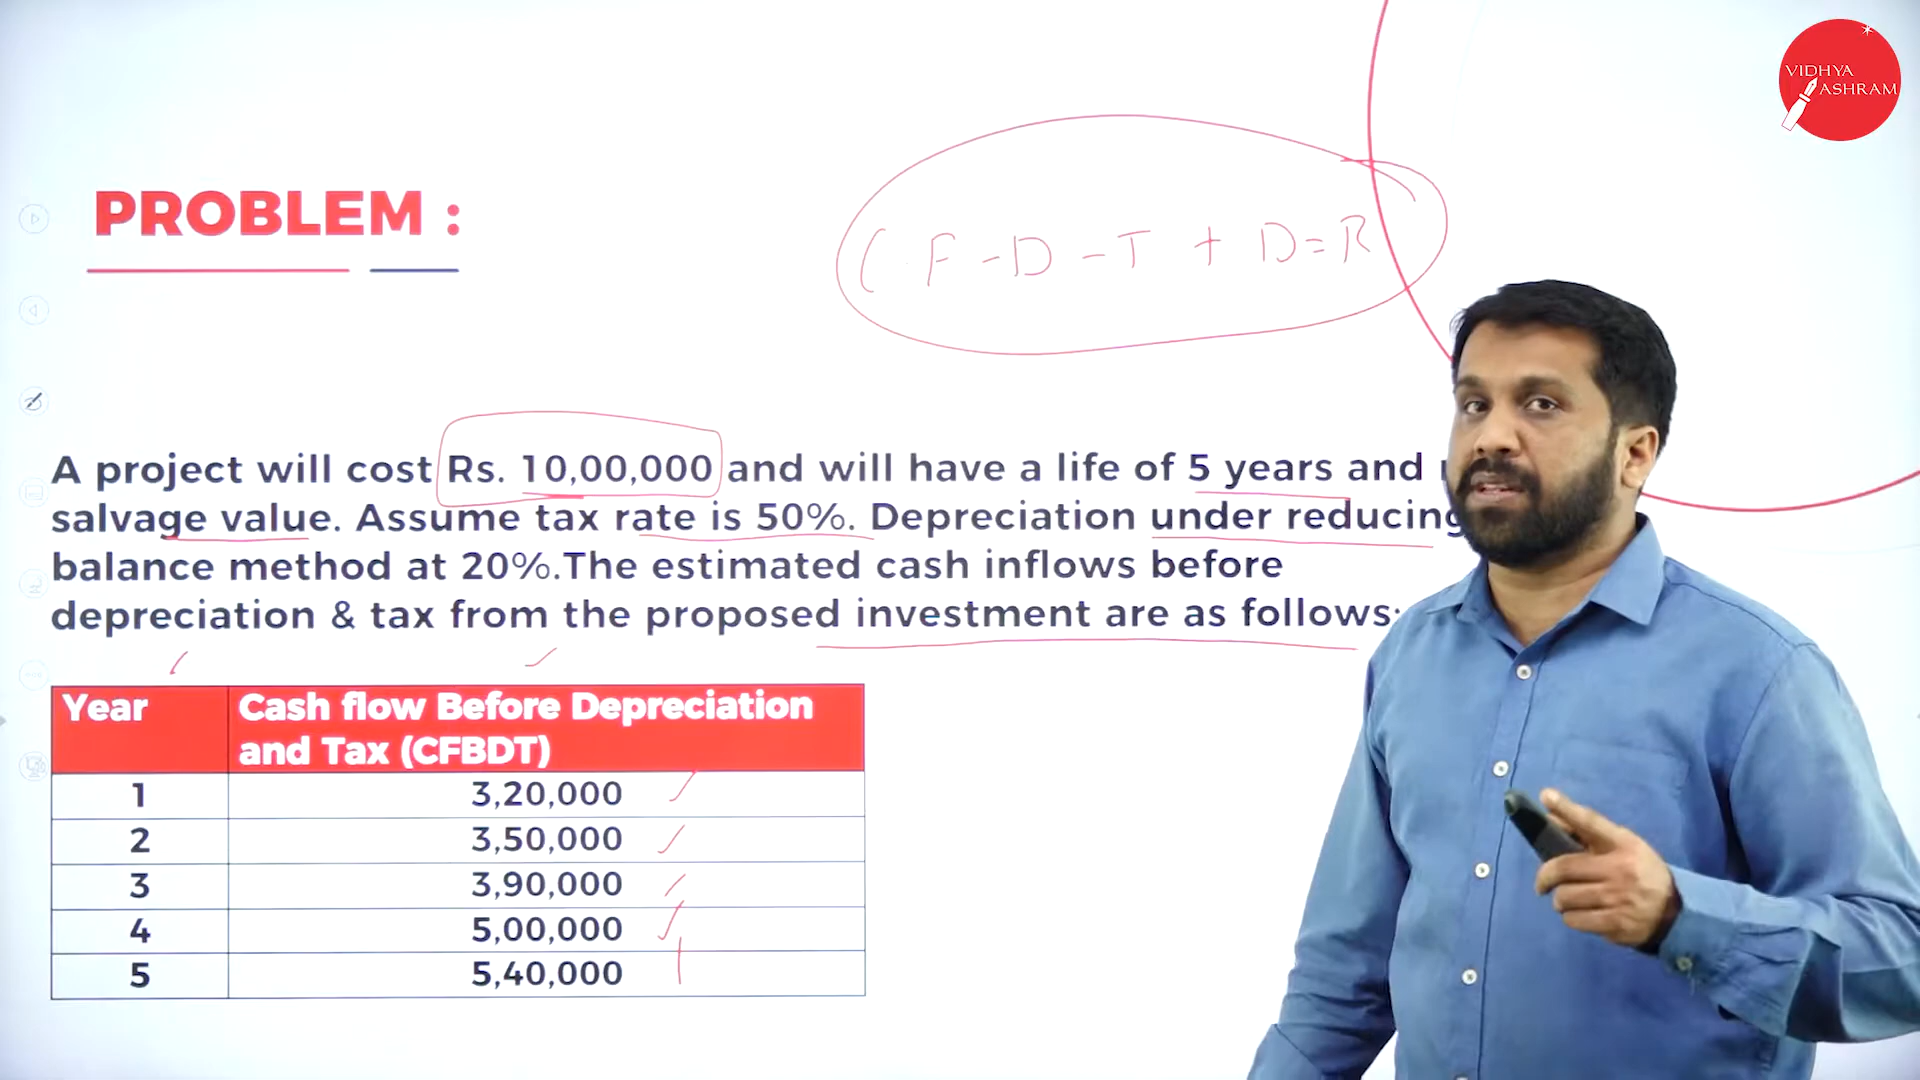 VIDHYA
ASHRAM
PROBLEM :
C F - D - T + D = R
A project will cost Rs. 10,00,000 and will have a life of 5 years and
salvage value. Assume tax rate is 50%. Depreciation under reducing
balance method at 20%.The estimated cash inflows before
depreciation & tax from the proposed investment are as follows:
Year Cash flow Before Depreciation
and Tax (CFBDT)
1 3,20,000
2 3,50,000
3 3,90,000
4 5,00,000
5 5,40,000